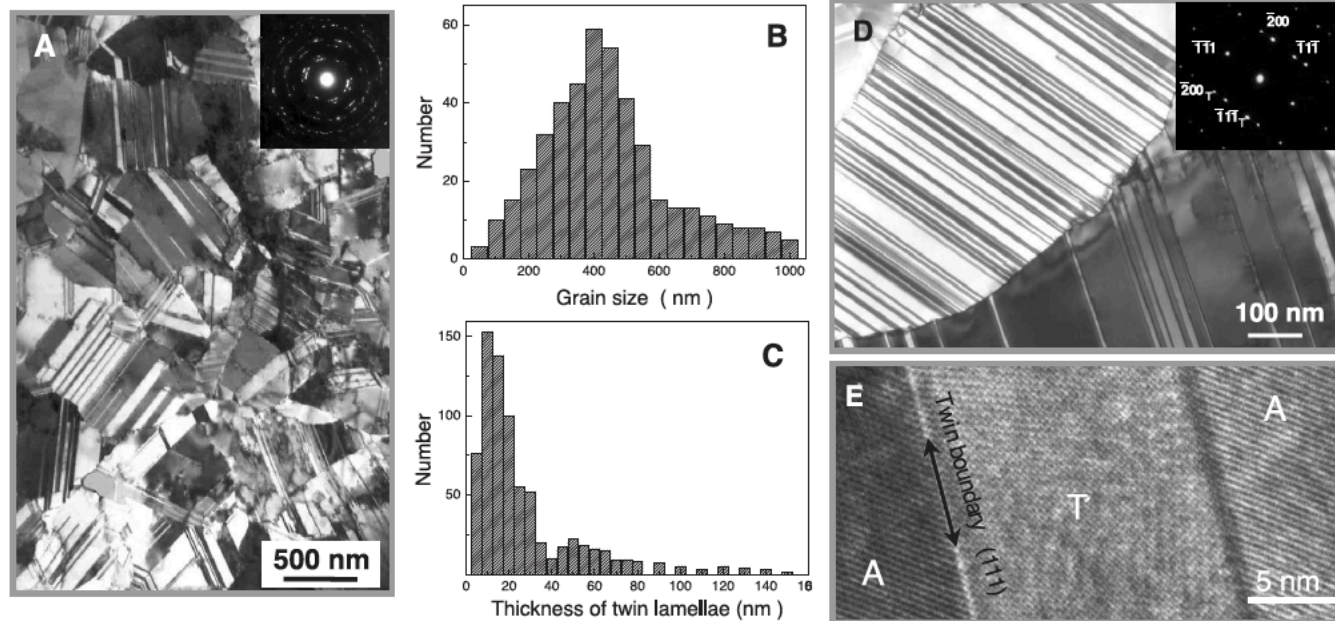 A
500 nm
B
Number
60
40
20
0
0
200
400
600
800
1000
Grain size ( nm )
C
Number
150
100
50
0
20
40
60
80
100
120
140
16
Thickness of twin lamellae (nm)
D
2̄00
1̄1̄1
1̄11̄
2̄00T
1̄11̄T
100 nm
E
A
Twin boundary (111)
T
A
5 nm